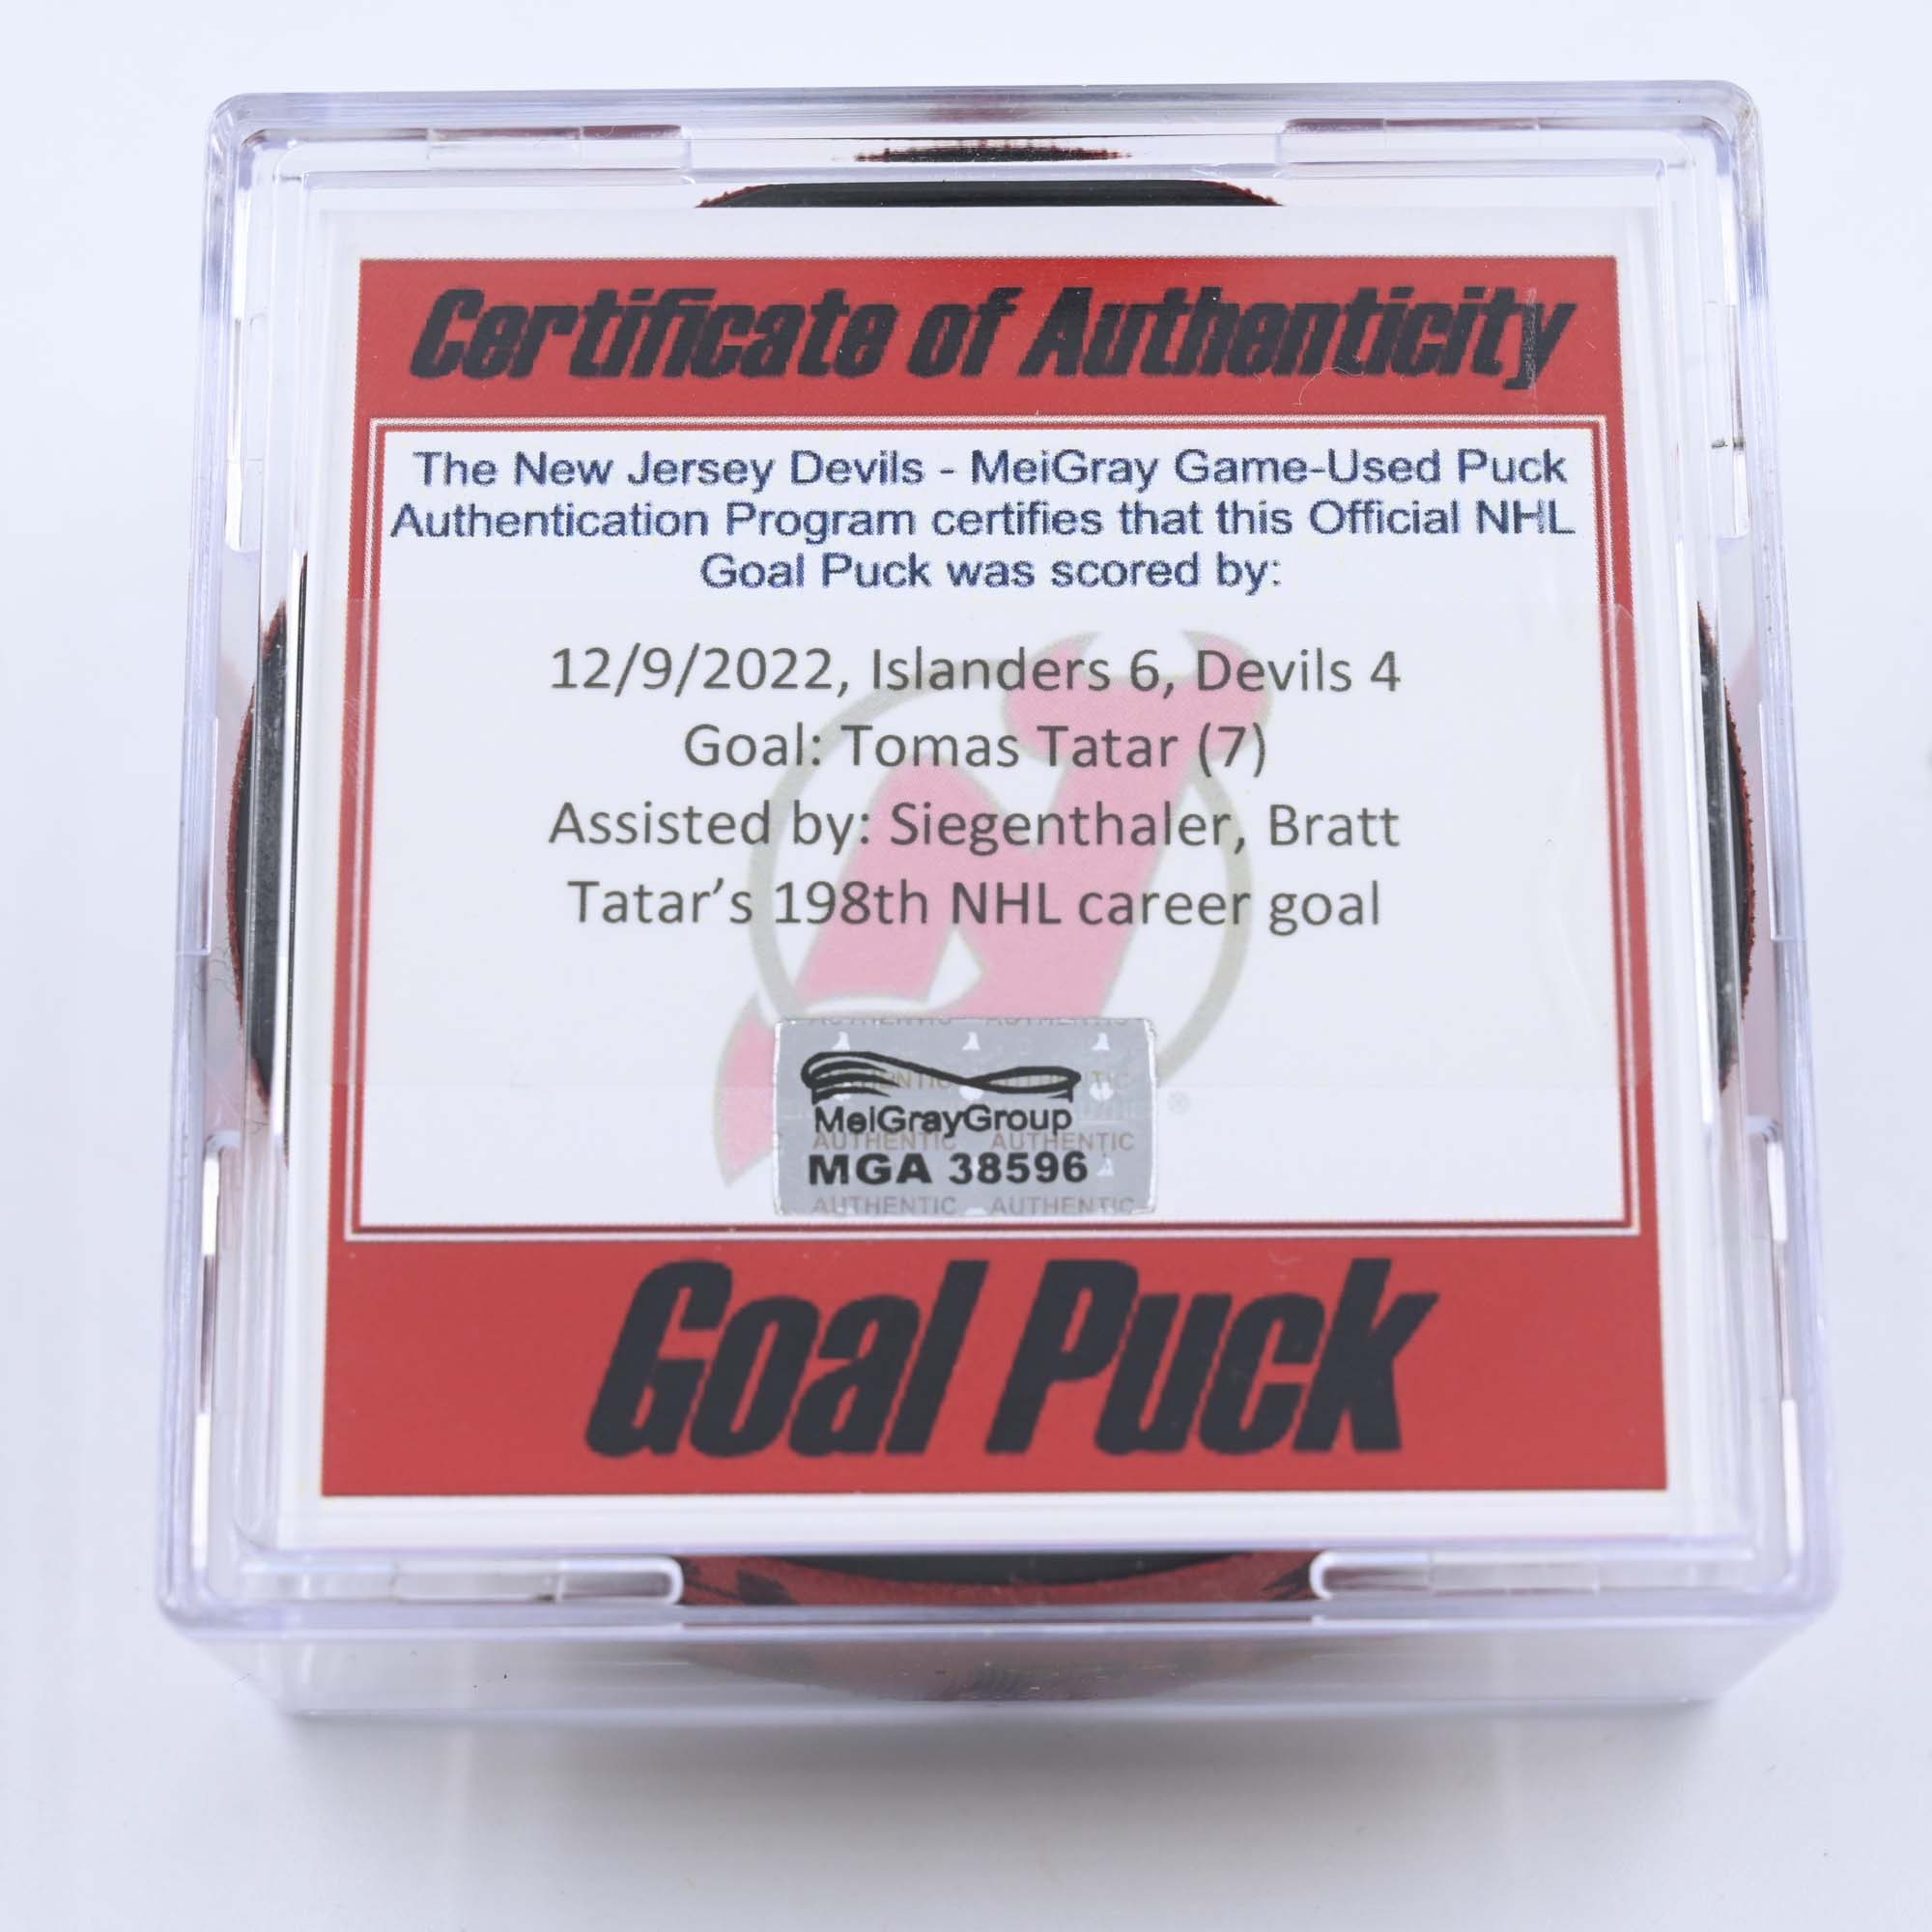 Certificate of Authenticity
The New Jersey Devils - MeiGray Game-Used Puck
Authentication Program certifies that this Official NHL
Goal Puck was scored by:
12/9/2022, Islanders 6, Devils 4
Goal: Tomas Tatar (7)
Assisted by: Siegenthaler, Bratt
Tatar’s 198th NHL career goal
AUTHENTIC AUTHENTIC
MeiGrayGroup
AUTHENTIC AUTHENTIC
MGA 38596
AUTHENTIC AUTHENTIC
Goal Puck